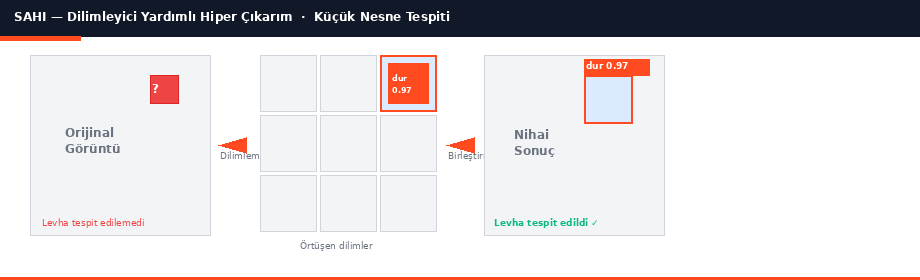 SAHI — Dilimleyici Yardımlı Hiper Çıkarım · Küçük Nesne Tespiti
?
Orijinal
Görüntü
Levha tespit edilemedi
Dilimlem
dur
0.97
Örtüşen dilimler
Birleştir
dur 0.97
Nihai
Sonuç
Levha tespit edildi ✓